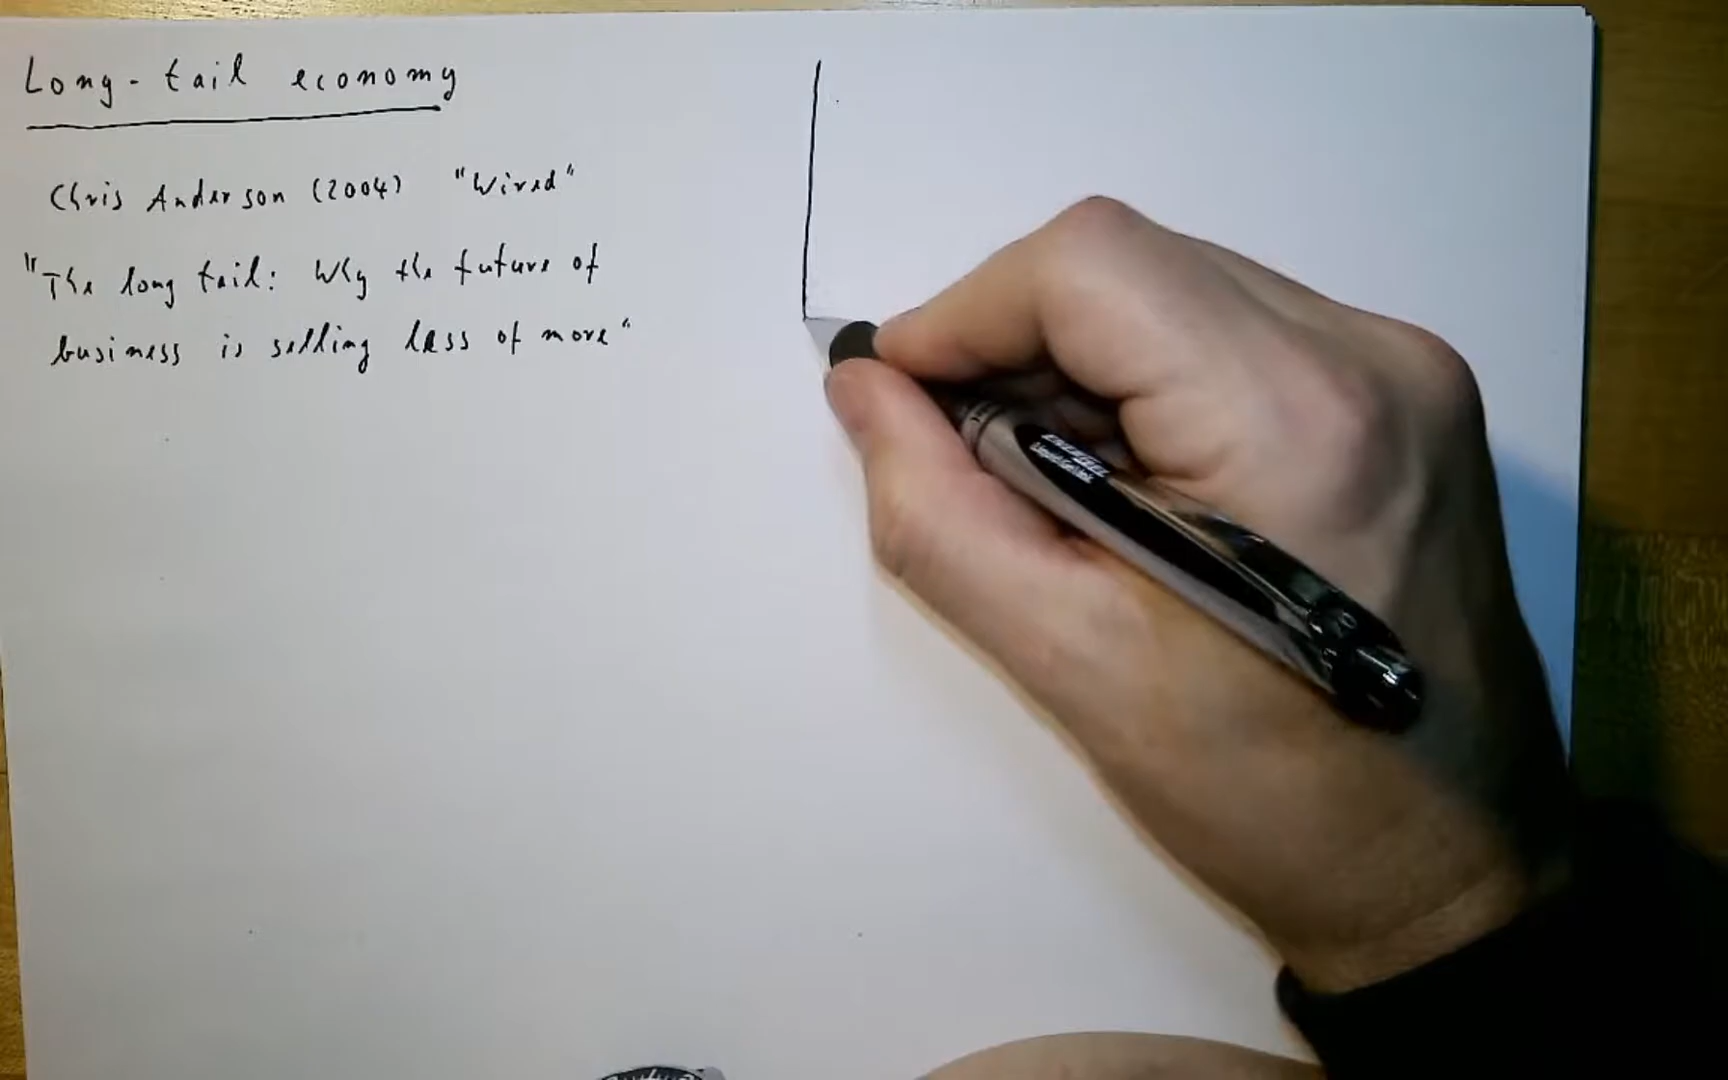 Long-tail economy
Chris Anderson (2004) "Wired"
"The long tail: Why the future of
business is selling less of more"